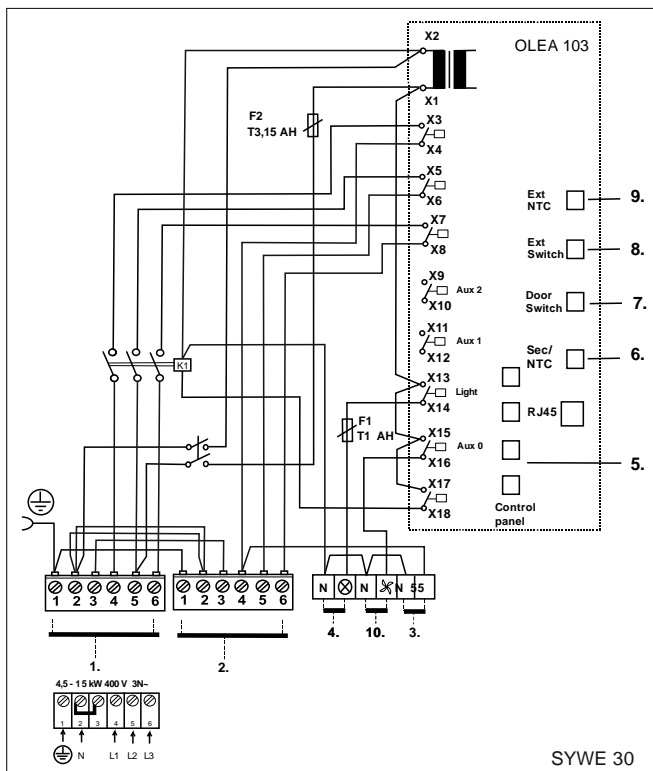 OLEA 103
X2
X1
F2
T3,15 AH
X3
X4
X5
X6
X7
X8
X9
Aux 2
X10
X11
Aux 1
X12
X13
Light
X14
X15
Aux 0
X16
X17
X18
Ext
NTC
9.
Ext
Switch
8.
Door
Switch
7.
Sec/
NTC
6.
RJ45
5.
Control
panel
K1
F1
T1 AH
1 2 3 4 5 6
1 2 3 4 5 6
N N N 55
1.
2.
4. 10. 3.
4,5 - 15 kW 400 V 3N~
1 2 3 4 5 6
N L1 L2 L3
SYWE 30